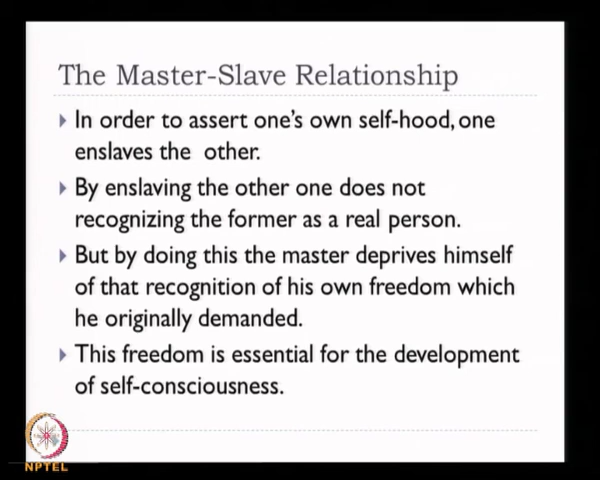 The Master-Slave Relationship
In order to assert one's own self-hood, one
enslaves the other.
By enslaving the other one does not
recognizing the former as a real person.
But by doing this the master deprives himself
of that recognition of his own freedom which
he originally demanded.
This freedom is essential for the development
of self-consciousness.
NPTEL